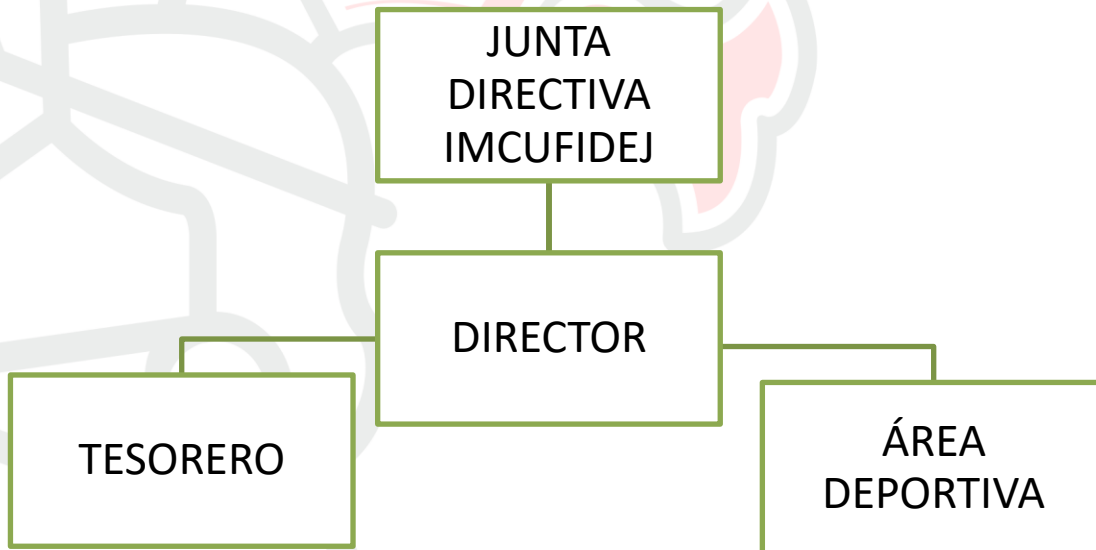 JUNTA
DIRECTIVA
IMCUFIDEJ
DIRECTOR
TESORERO
ÁREA
DEPORTIVA